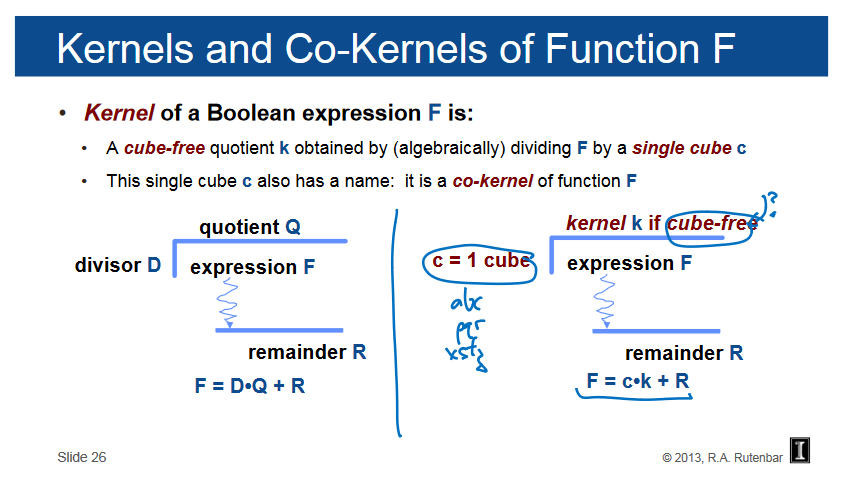 Kernels and Co-Kernels of Function F
• Kernel of a Boolean expression F is:
• A cube-free quotient k obtained by (algebraically) dividing F by a single cube c
• This single cube c also has a name: it is a co-kernel of function F
quotient Q
divisor D
expression F
remainder R
F = D•Q + R
kernel k if cube-free
?
c = 1 cube
expression F
abc
pqr
remainder R
F = c•k + R
Slide 26
© 2013, R.A. Rutenbar
I